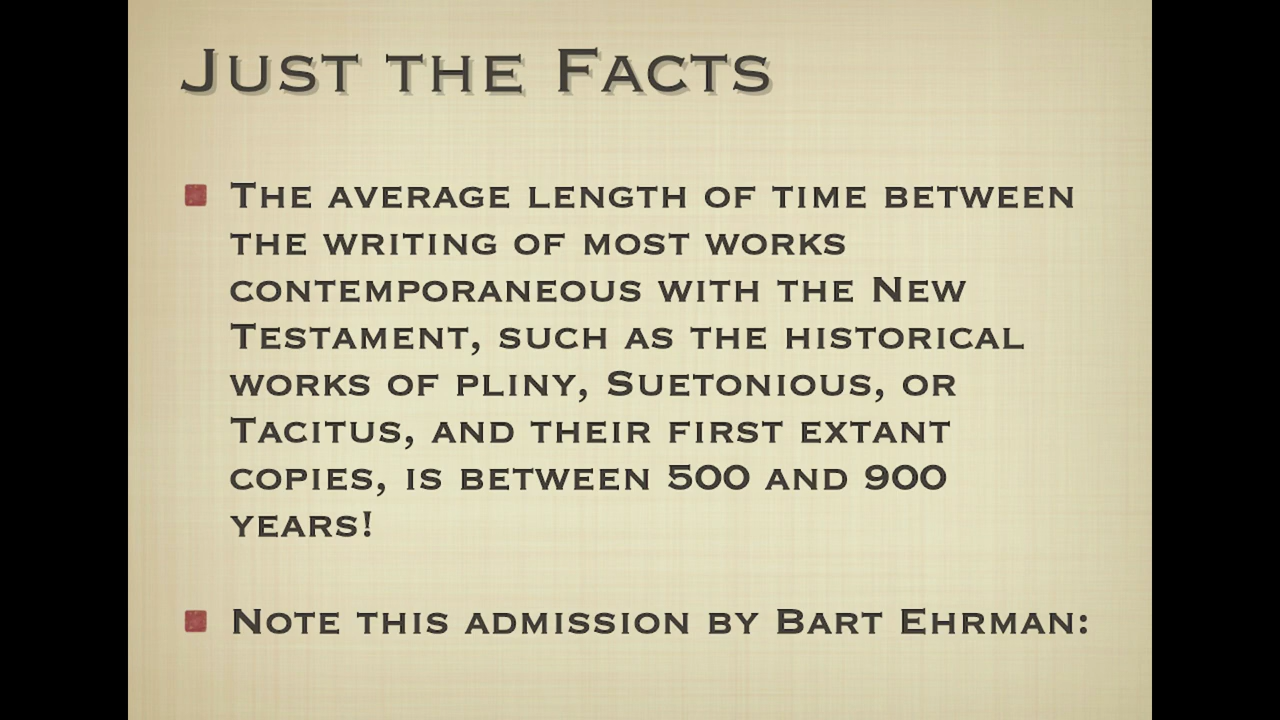 Just the Facts
The average length of time between
the writing of most works
contemporaneous with the New
Testament, such as the historical
works of pliny, Suetonious, or
Tacitus, and their first extant
copies, is between 500 and 900
years!
Note this admission by Bart Ehrman: